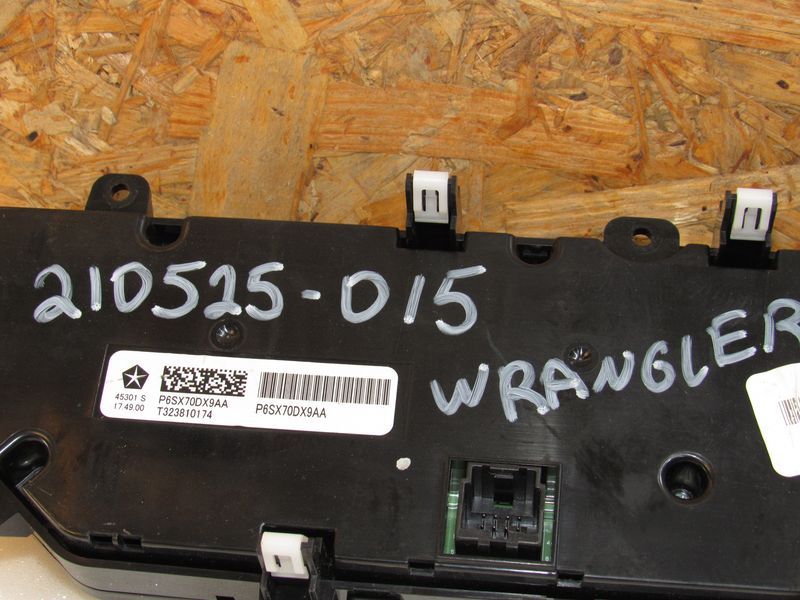 210525-015
WRANGLER
45301 S
17.49.00
P6SX70DX9AA
T323810174
P6SX70DX9AA